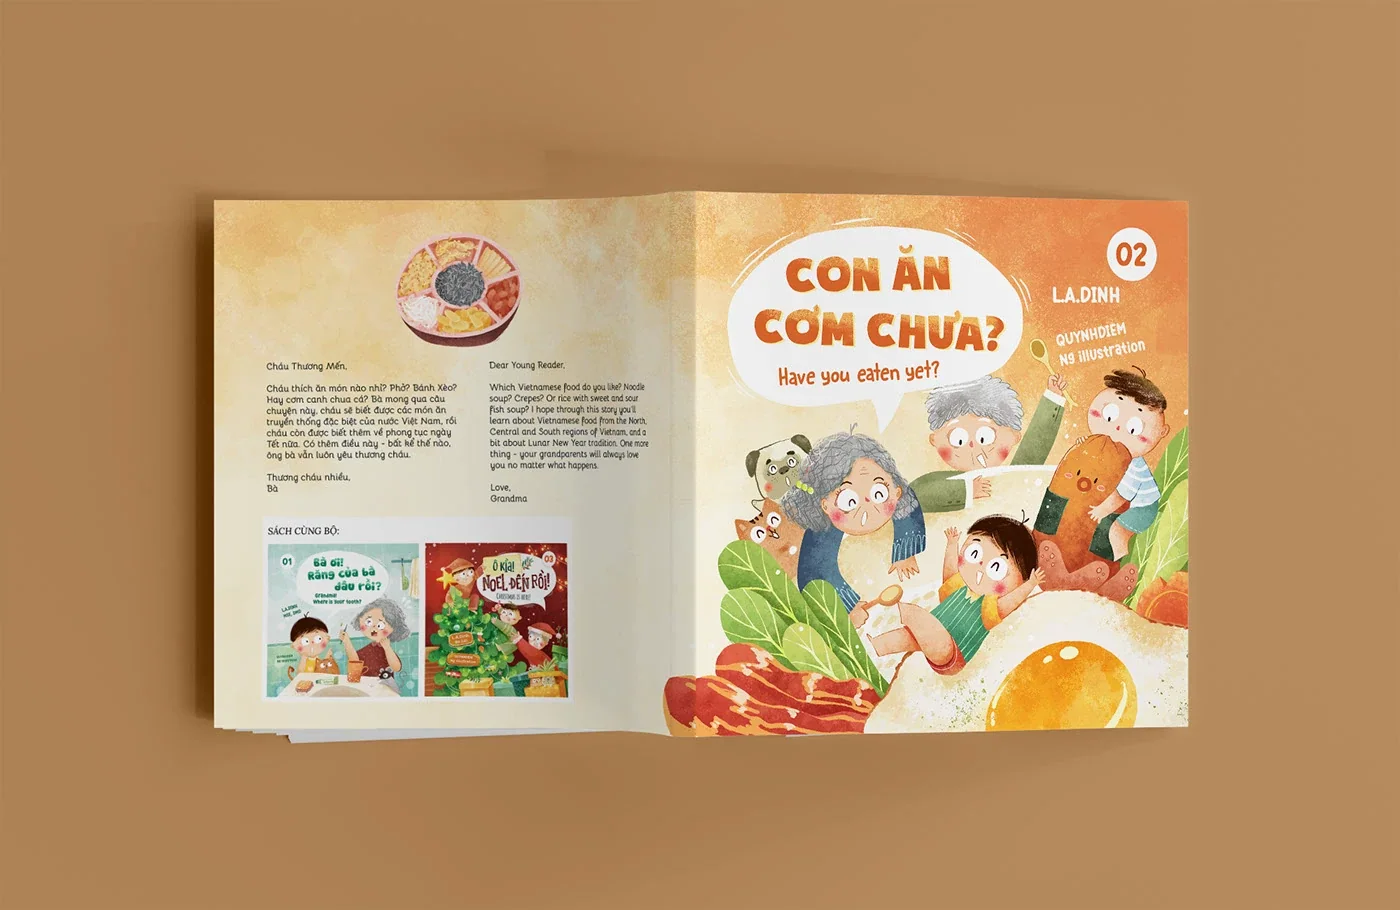 Cháu Thương Mến,
Cháu thích ăn món nào nhỉ? Phở? Bánh Xèo?
Hay cơm canh chua cá? Bà mong qua câu
chuyện này, cháu sẽ biết được các món ăn
truyền thống đặc biệt của nước Việt Nam, rồi
cháu còn được biết thêm về phong tục ngày
Tết nữa. Có thêm điều này - bất kể thế nào,
ông bà vẫn luôn yêu thương cháu.
Thương cháu nhiều,
Bà
Dear Young Reader,
Which Vietnamese food do you like? Noodle
soup? Crepes? Or rice with sweet and sour
fish soup? I hope through this story you'll
learn about Vietnamese food from the North,
Central and South regions of Vietnam, and a
bit about Lunar New Year tradition. One more
thing - your grandparents will always love
you no matter what happens.
Love,
Grandma
SÁCH CÙNG BỘ:
01
Bà ơi!
Răng của bà
đâu rồi?
Grandma!
Where is your tooth?
L.A.DINH
03
Ô KÌA!
NOEL ĐẾN RỒI!
CHRISTMAS IS HERE!
L.A.DINH
CON ĂN
CƠM CHƯA?
Have you eaten yet?
02
L.A.DINH
QUYNHDIEM
Ng illustration